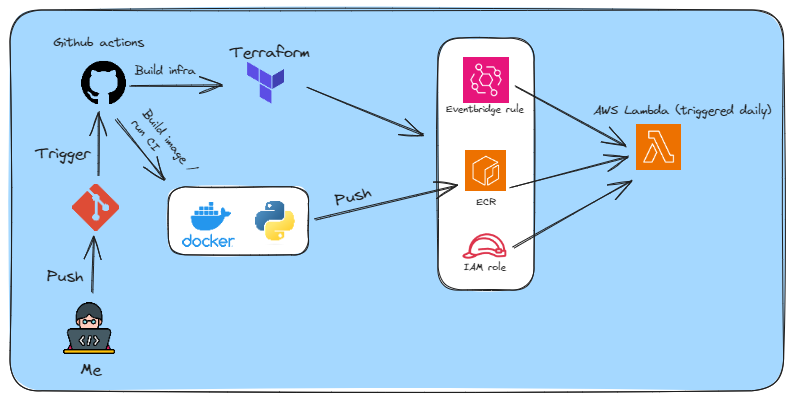 Github actions
Terraform
Build infra
Eventbridge rule
AWS Lambda (triggered daily)
Build image /
run CI
Trigger
Push
ECR
docker
IAM role
Push
Me